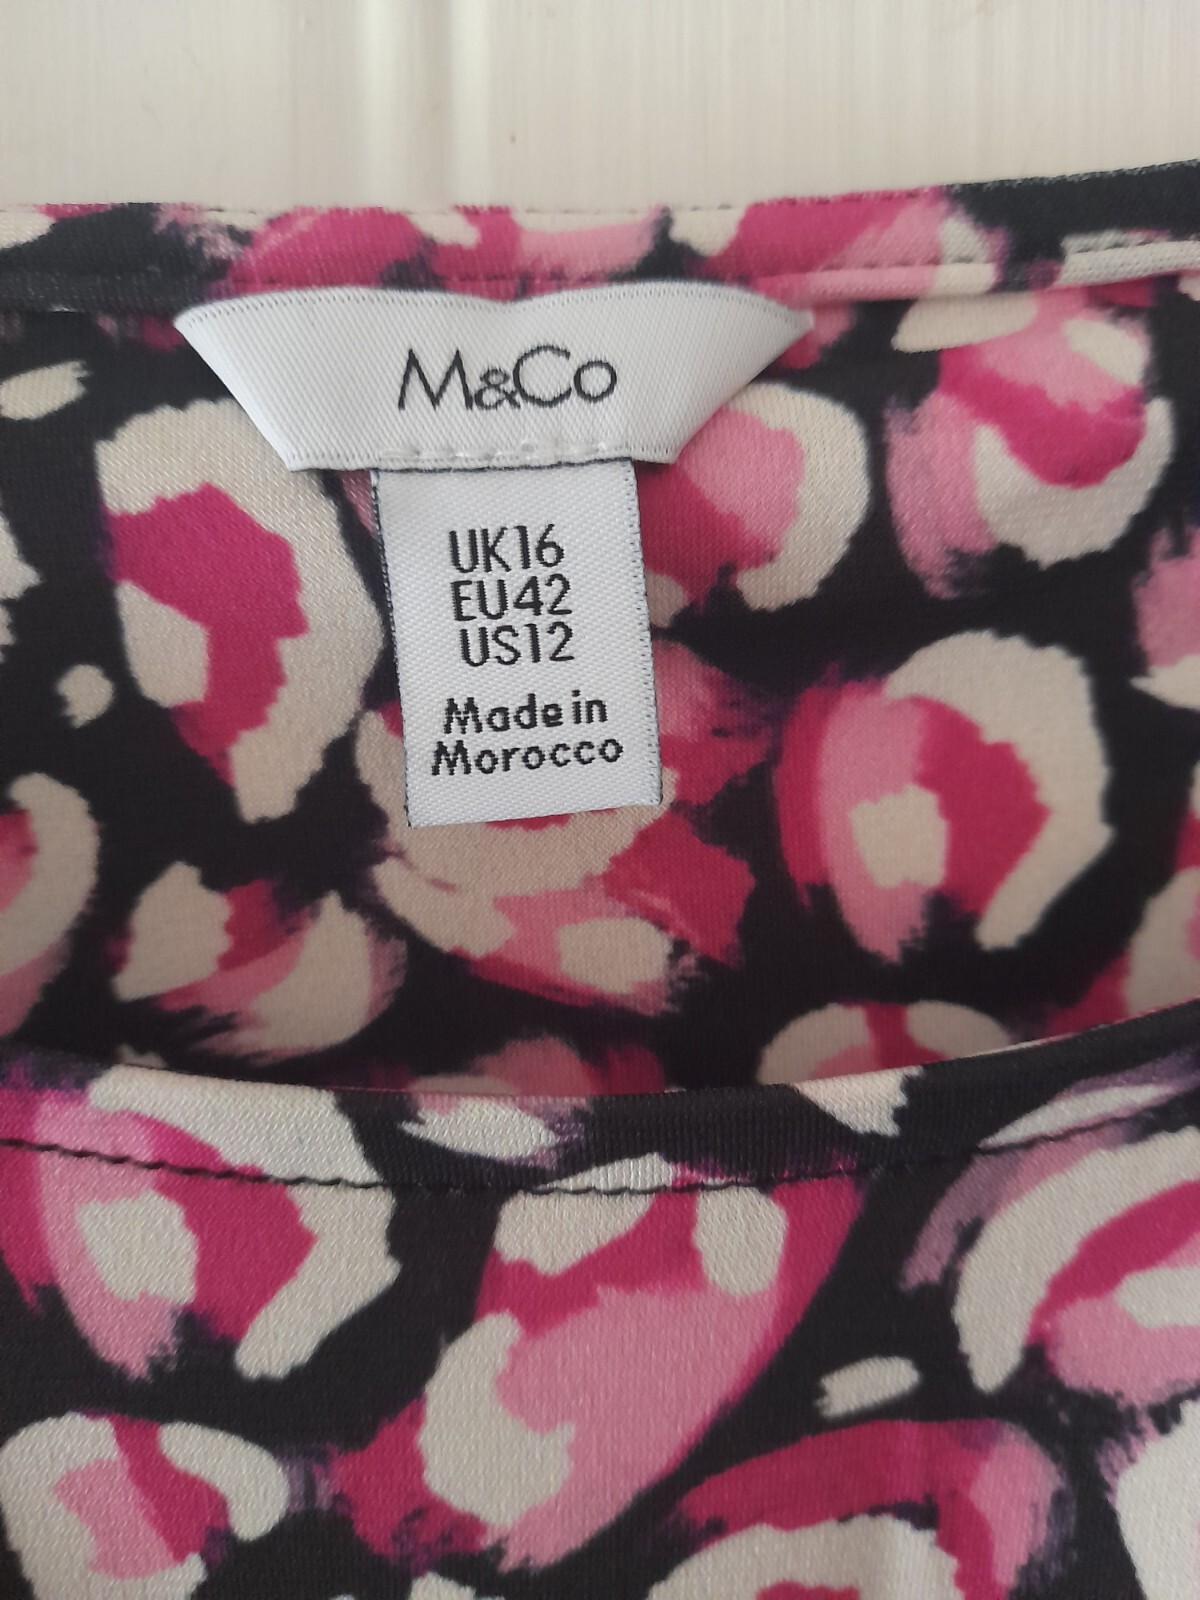 M&Co
UK16
EU42
US12
Made in
Morocco